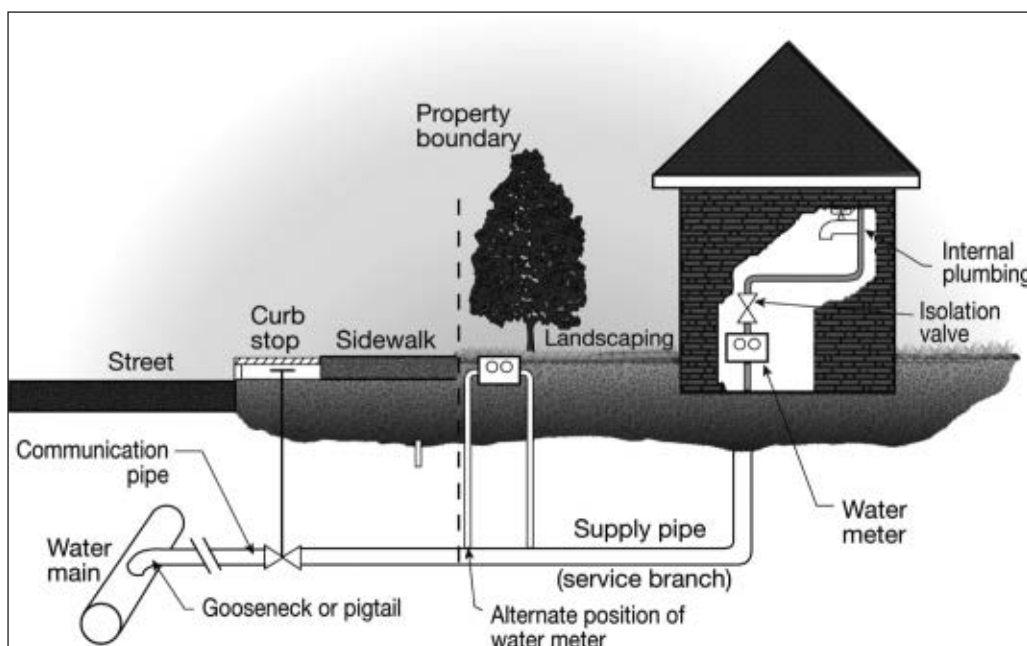 Property
boundary
Internal
plumbing
Isolation
valve
Curb
stop
Sidewalk
Landscaping
Street
Communication
pipe
Water
meter
Supply pipe
Water
main
(service branch)
Gooseneck or pigtail
Alternate position of
water meter